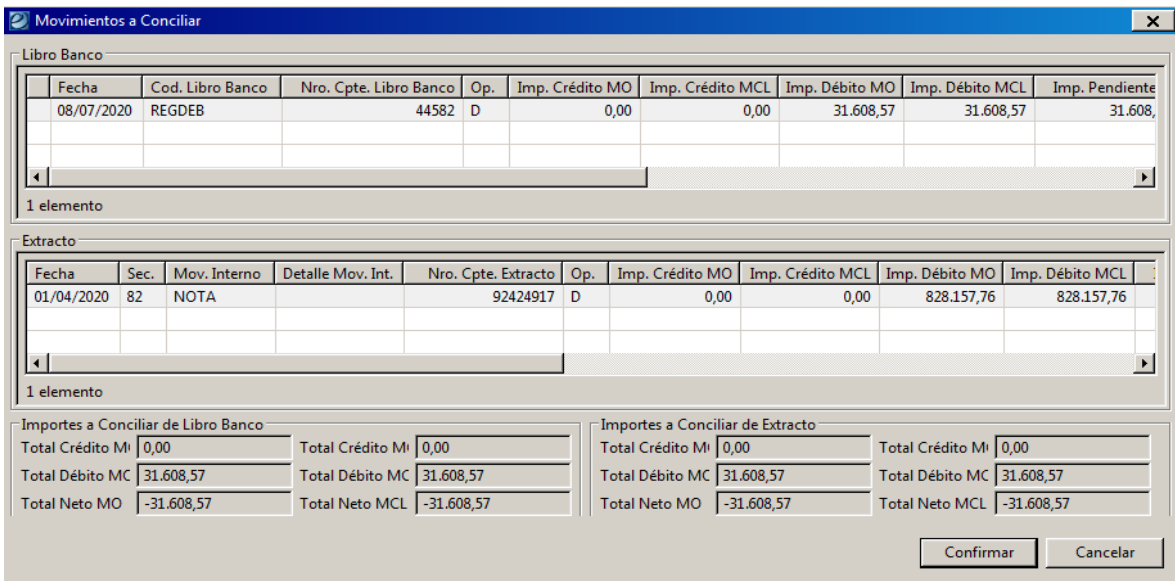 Movimientos a Conciliar
Libro Banco
Fecha Cod. Libro Banco Nro. Cpte. Libro Banco Op. Imp. Crédito MO Imp. Crédito MCL Imp. Débito MO Imp. Débito MCL Imp. Pendiente
08/07/2020 REGDEB 44582 D 0,00 0,00 31.608,57 31.608,57 31.608,
1 elemento
Extracto
Fecha Sec. Mov. Interno Detalle Mov. Int. Nro. Cpte. Extracto Op. Imp. Crédito MO Imp. Crédito MCL Imp. Débito MO Imp. Débito MCL
01/04/2020 82 NOTA 92424917 D 0,00 0,00 828.157,76 828.157,76
1 elemento
Importes a Conciliar de Libro Banco Importes a Conciliar de Extracto
Total Crédito M 0,00 Total Crédito M 0,00 Total Crédito M 0,00 Total Crédito M 0,00
Total Débito MC 31.608,57 Total Débito MC 31.608,57 Total Débito MC 31.608,57 Total Débito MC 31.608,57
Total Neto MO -31.608,57 Total Neto MCL -31.608,57 Total Neto MO -31.608,57 Total Neto MCL -31.608,57
Confirmar Cancelar